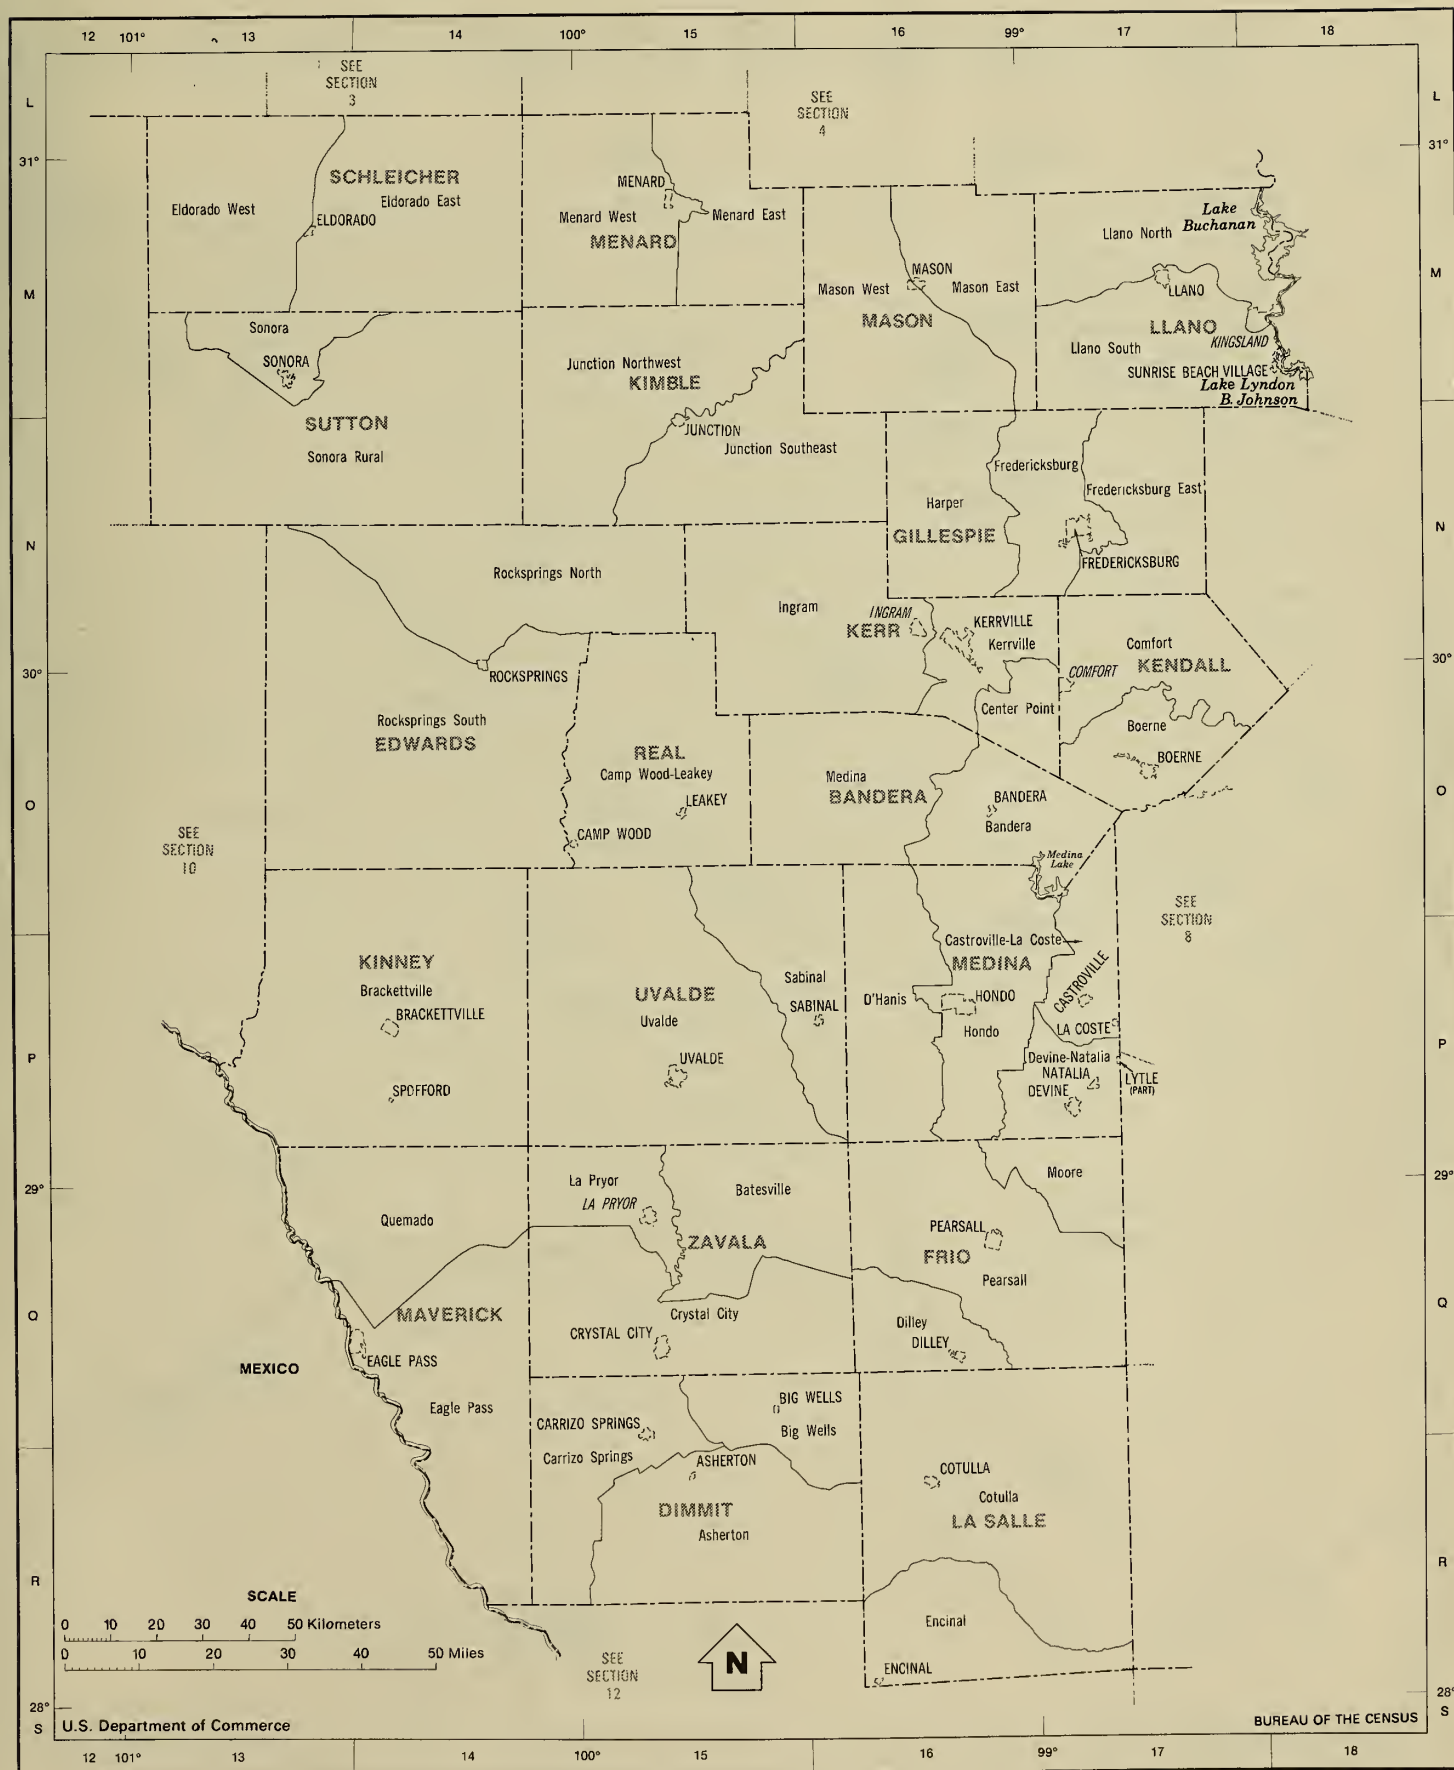 12 101° 13 14 100° 15 16 99° 17 18
SEE
SECTION
3
SEE
SECTION
4
L
L
31°
31°
SCHLEICHER
Eldorado West
Eldorado East
ELDORADO
MENARD
Menard West
Menard East
MENARD
Lake
Buchanan
Llano North
M
M
MASON
Mason West
Mason East
MASON
LLANO
LLANO
KINGSLAND
Llano South
SUNRISE BEACH VILLAGE
Lake Lyndon
B. Johnson
Sonora
SONORA
SUTTON
Sonora Rural
Junction Northwest
KIMBLE
JUNCTION
Junction Southeast
Fredericksburg
Fredericksburg East
Harper
GILLESPIE
FREDERICKSBURG
N
N
Rocksprings North
ROCKSPRINGS
Ingram
INGRAM
KERR
KERRVILLE
Kerrville
Comfort
KENDALL
COMFORT
30°
30°
Center Point
Boerne
BOERNE
Rocksprings South
EDWARDS
REAL
Camp Wood-Leakey
LEAKEY
CAMP WOOD
Medina
BANDERA
BANDERA
Bandera
O
O
SEE
SECTION
10
Medina
Lake
SEE
SECTION
8
KINNEY
Brackettville
BRACKETTVILLE
SPOFFORD
UVALDE
Uvalde
UVALDE
Sabinal
SABINAL
Castroville-La Coste
MEDINA
CASTROVILLE
D'Hanis
HONDO
Hondo
LA COSTE
Devine-Natalia
NATALIA
DEVINE
LYTLE
(PART)
P
P
29°
29°
Quemado
La Pryor
LA PRYOR
Batesville
ZAVALA
Moore
PEARSALL
FRIO
Pearsall
Q
Q
MAVERICK
Crystal City
CRYSTAL CITY
Dilley
DILLEY
MEXICO
EAGLE PASS
Eagle Pass
CARRIZO SPRINGS
Carrizo Springs
BIG WELLS
Big Wells
ASHERTON
DIMMIT
Asherton
COTULLA
Cotulla
LA SALLE
R
R
SCALE
0 10 20 30 40 50 Kilometers
0 10 20 30 40 50 Miles
Encinal
ENCINAL
N
SEE
SECTION
12
28°
28°
S
S
U.S. Department of Commerce
BUREAU OF THE CENSUS
12 101° 13 14 100° 15 16 99° 17 18